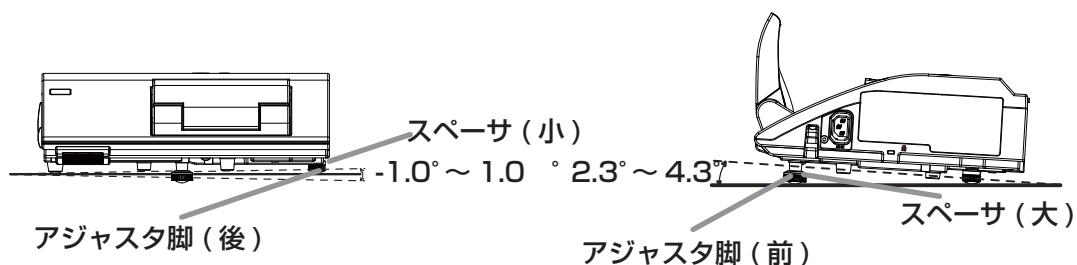 スペーサ ( 小 )
-1.0°～ 1.0 ° 2.3°～ 4.3°
スペーサ ( 大 )
アジャスタ脚 ( 後 )
アジャスタ脚 ( 前 )